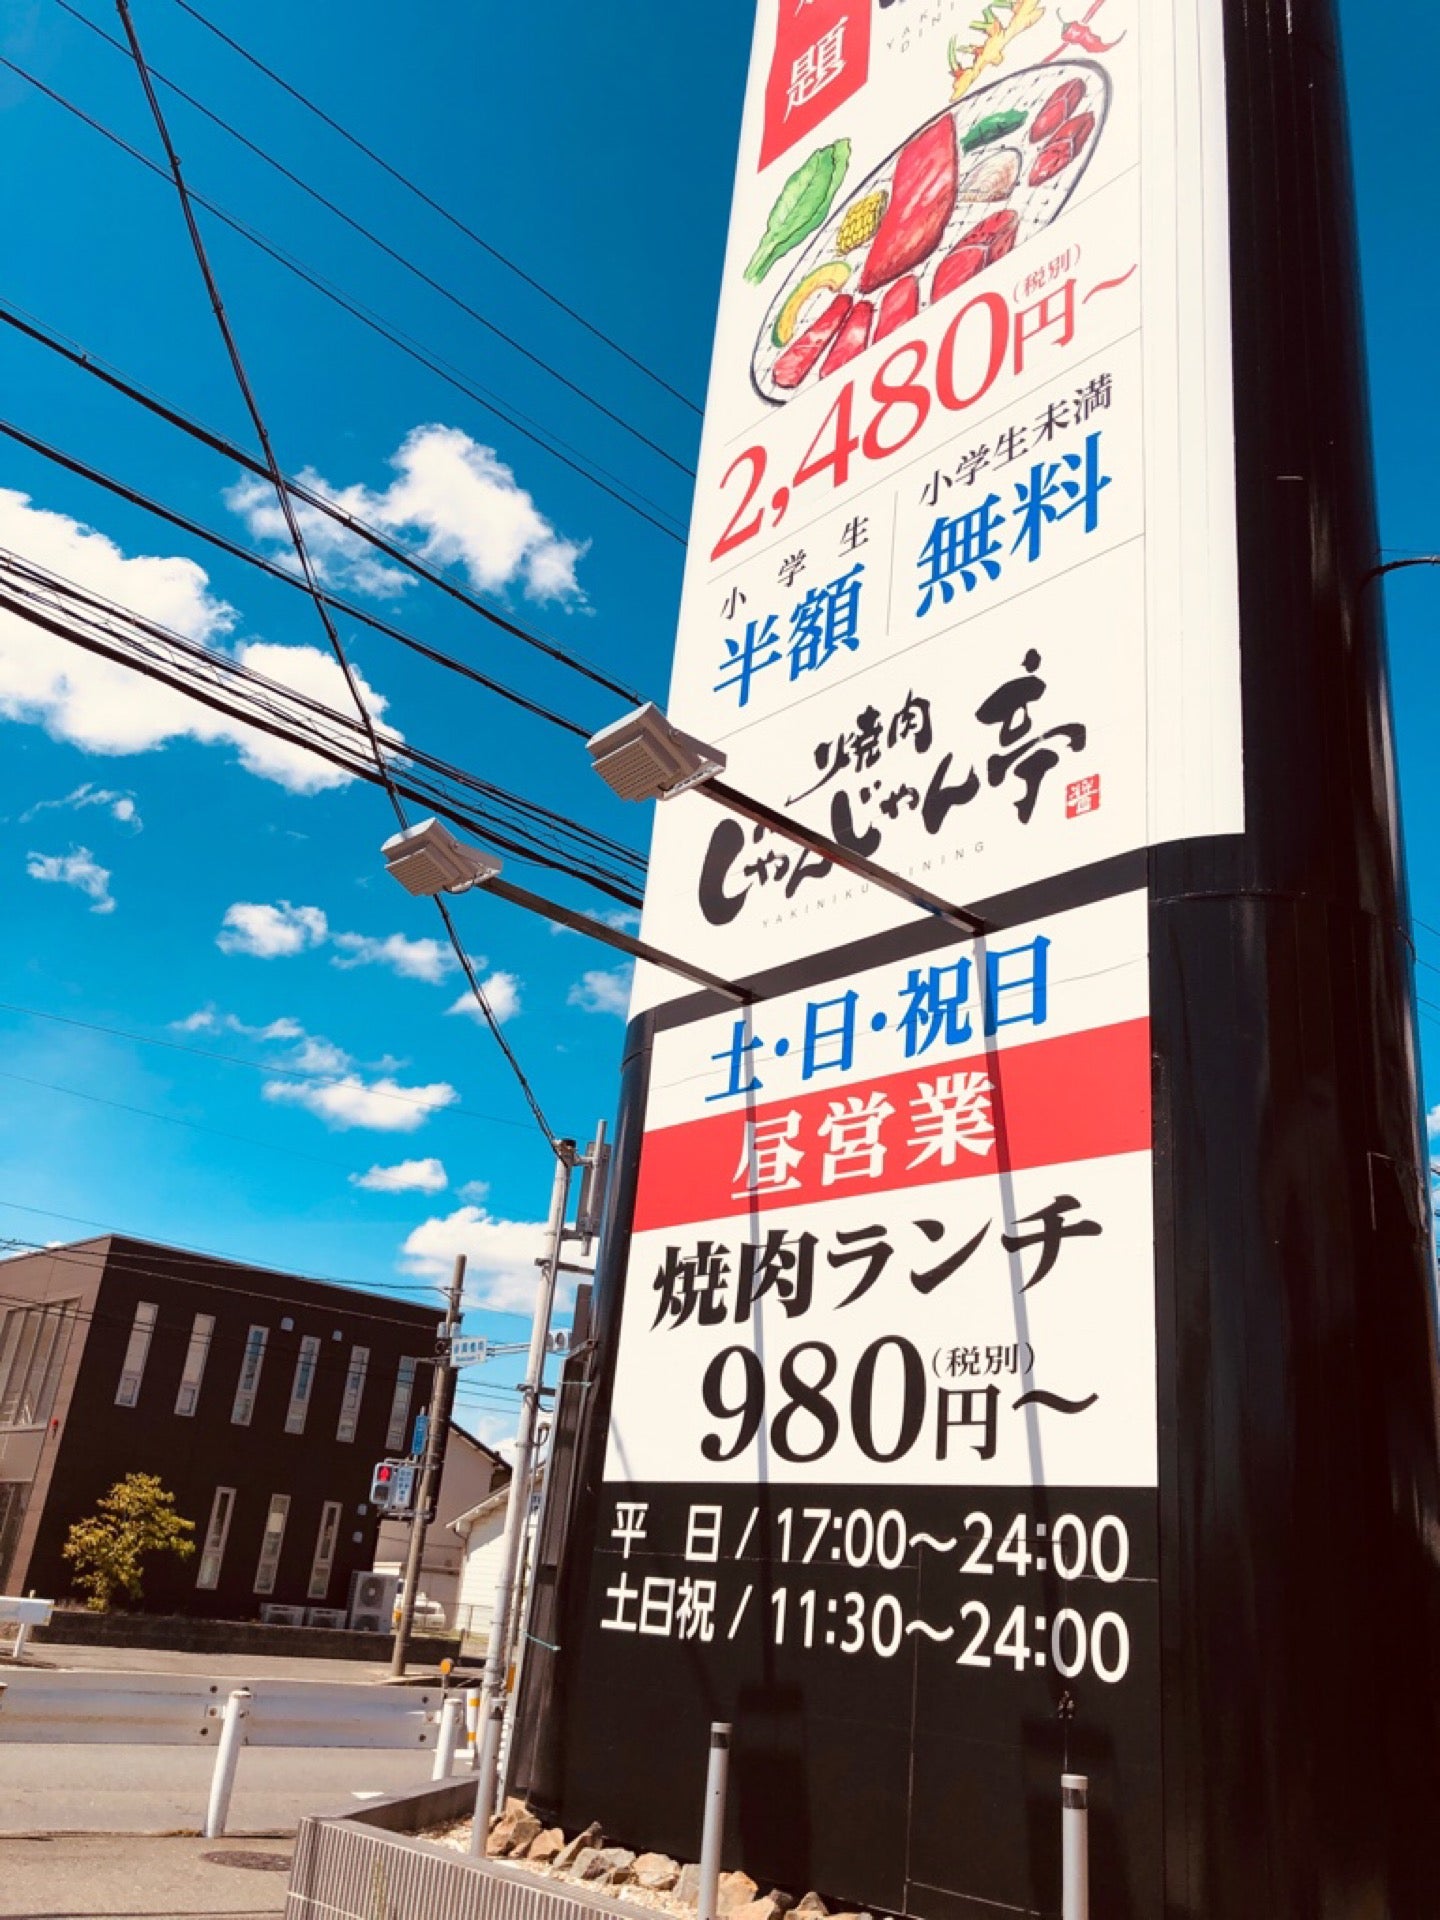 題
(税別)
2,480円～
小学生
半額
小学生未満
無料
焼肉
じゃんじゃん亭
YAKINIKU DINING
土・日・祝日
昼営業
焼肉ランチ
980円～
(税別)
平日/17:00～24:00
土日祝/11:30～24:00